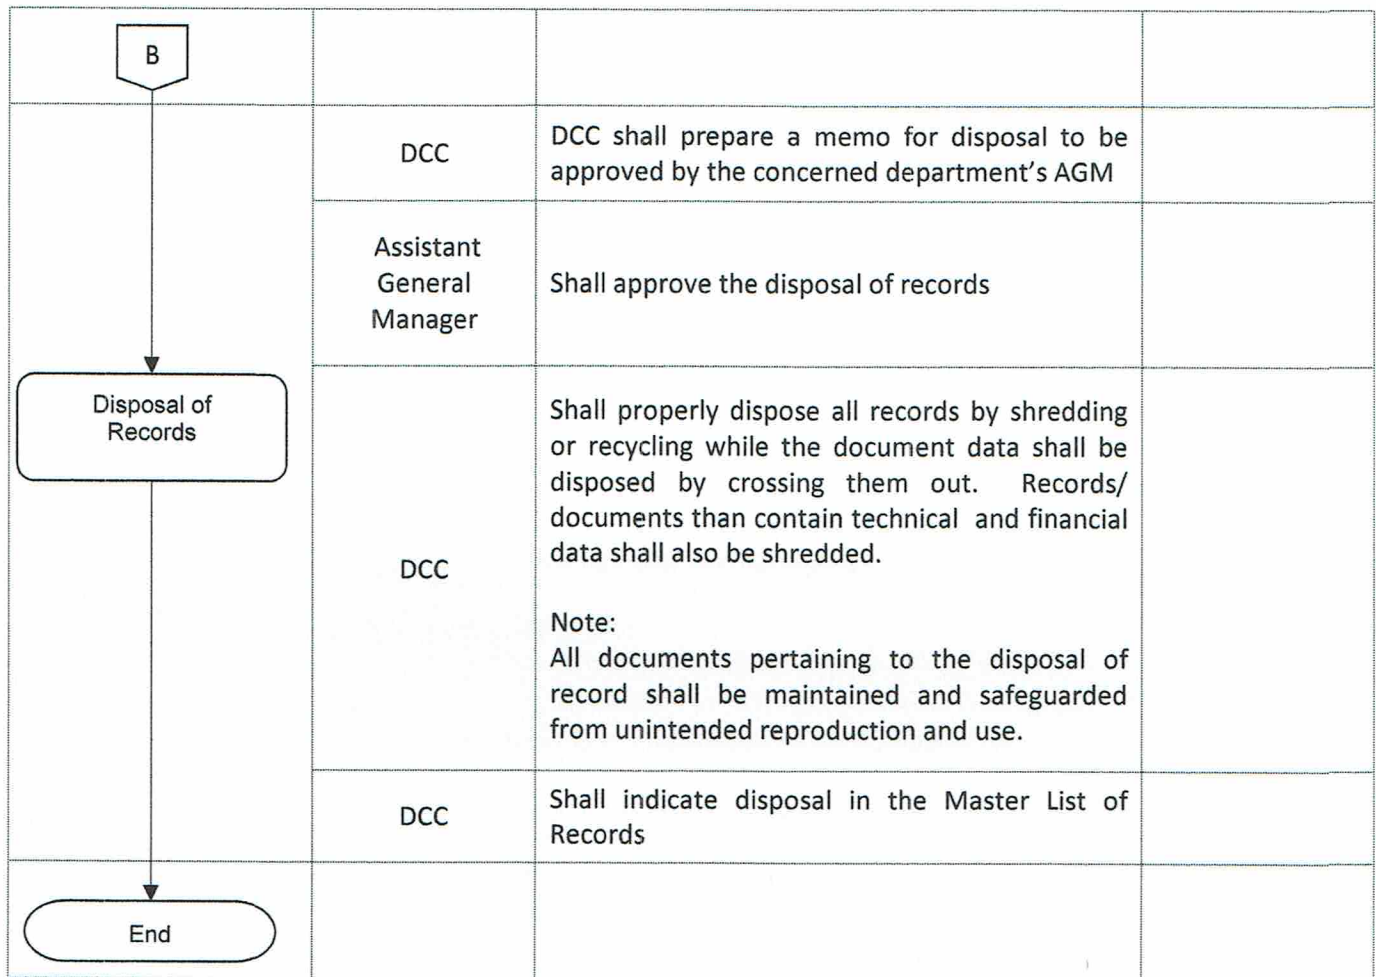 B
DCC
DCC shall prepare a memo for disposal to be
approved by the concerned department's AGM
Assistant
General
Manager
Shall approve the disposal of records
Disposal of
Records
DCC
Shall properly dispose all records by shredding
or recycling while the document data shall be
disposed by crossing them out. Records/
documents than contain technical and financial
data shall also be shredded.
Note:
All documents pertaining to the disposal of
record shall be maintained and safeguarded
from unintended reproduction and use.
DCC
Shall indicate disposal in the Master List of
Records
End